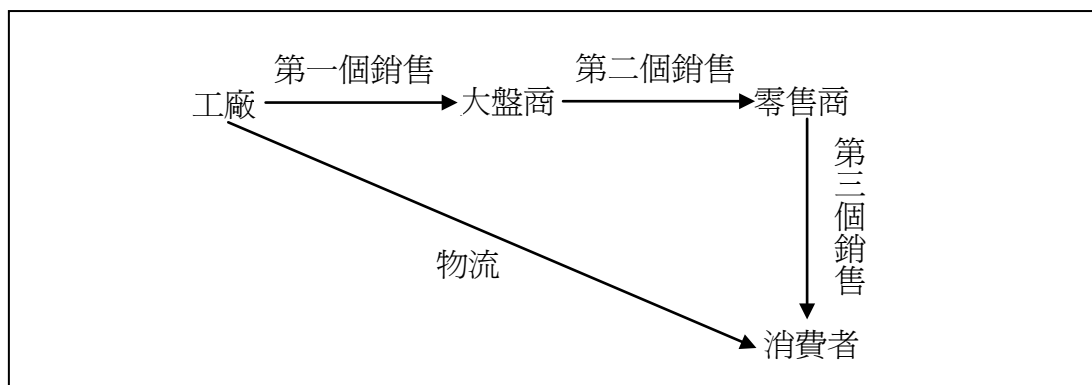 第一個銷售
第二個銷售
工廠
大盤商
零售商
第三個銷售
物流
消費者